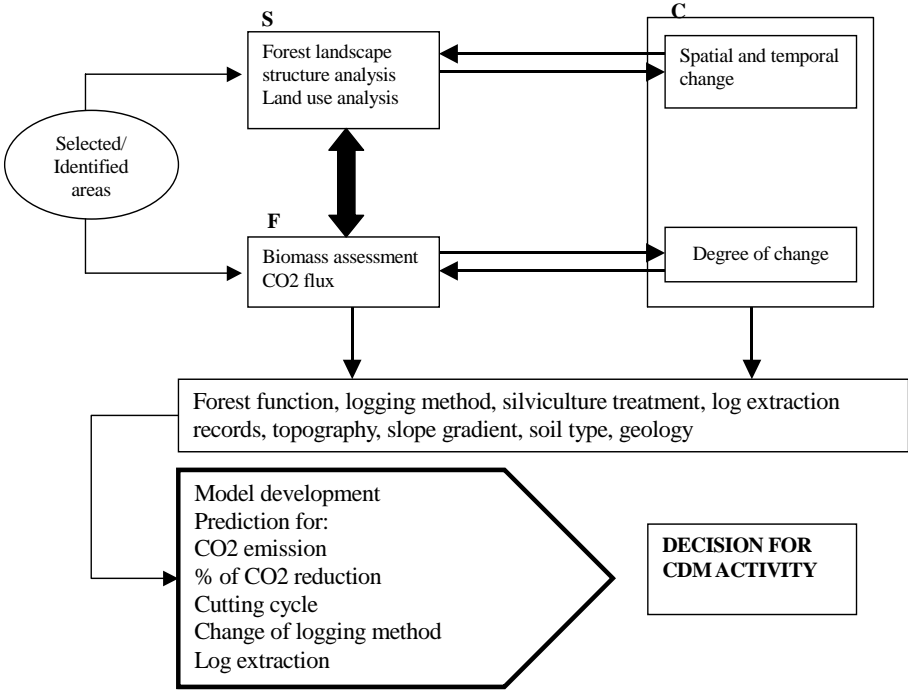 S
C
Forest landscape
structure analysis
Land use analysis
Spatial and temporal
change
Selected/
Identified
areas
F
Biomass assessment
CO2 flux
Degree of change
Forest function, logging method, silviculture treatment, log extraction
records, topography, slope gradient, soil type, geology
Model development
Prediction for:
CO2 emission
% of CO2 reduction
Cutting cycle
Change of logging method
Log extraction
DECISION FOR
CDM ACTIVITY